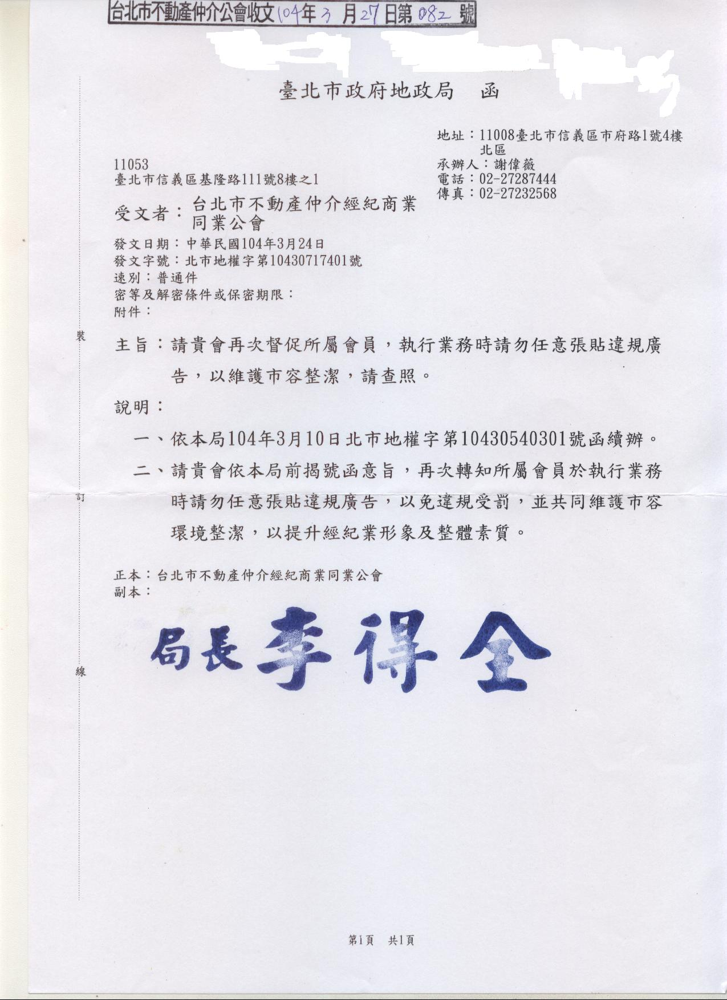 台北市不動產仲介公會收文104年3月27日第082號
臺北市政府地政局 函
地址：11008臺北市信義區市府路1號4樓
北區
承辦人：謝偉薇
電話：02-27287444
傳真：02-27232568
11053
臺北市信義區基隆路111號8樓之1
受文者：台北市不動產仲介經紀商業
同業公會
發文日期：中華民國104年3月24日
發文字號：北市地權字第10430717401號
速別：普通件
密等及解密條件或保密期限：
附件：
主旨：請貴會再次督促所屬會員，執行業務時請勿任意張貼違規廣
告，以維護市容整潔，請查照。
說明：
一、依本局104年3月10日北市地權字第10430540301號函續辦。
二、請貴會依本局前揭號函意旨，再次轉知所屬會員於執行業務
時請勿任意張貼違規廣告，以免違規受罰，並共同維護市容
環境整潔，以提升經紀業形象及整體素質。
正本：台北市不動產仲介經紀商業同業公會
副本：
局長李得全
裝
訂
線
第1頁 共1頁